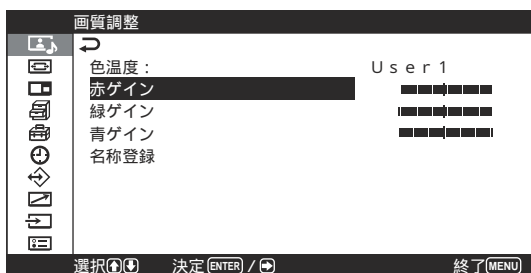 画質調整
色温度： User1
赤ゲイン
緑ゲイン
青ゲイン
名称登録
選択 決定 ENTER / 終了 MENU